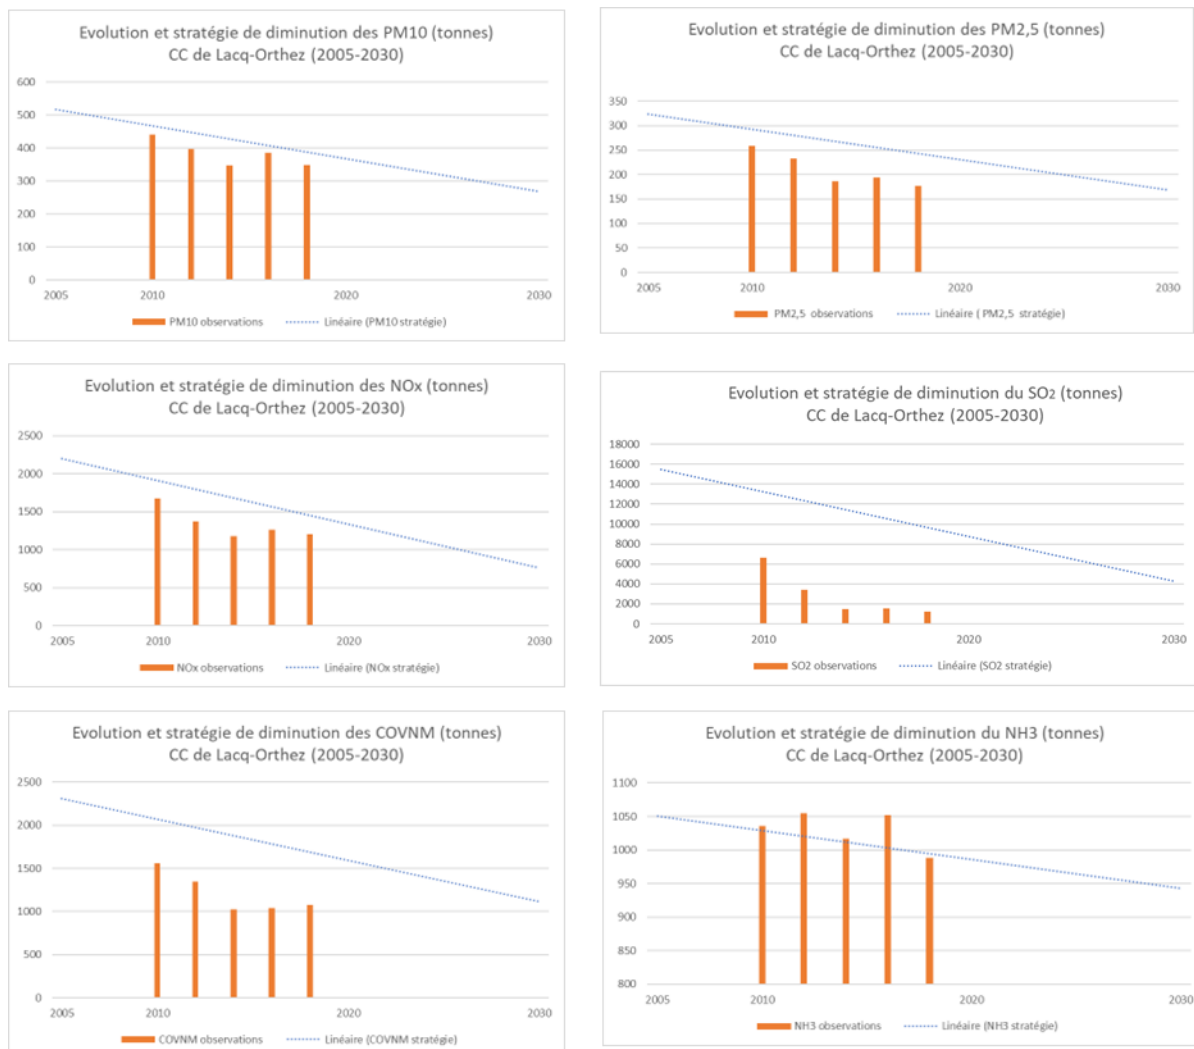 Evolution et stratégie de diminution des PM10 (tonnes)
CC de Lacq-Orthez (2005-2030)
600
500
400
300
200
100
0
2005
2010
2020
2030
PM10 observations
Linéaire (PM10 stratégie)
Evolution et stratégie de diminution des PM2,5 (tonnes)
CC de Lacq-Orthez (2005-2030)
350
300
250
200
150
100
50
0
2005
2010
2020
2030
PM2,5 observations
Linéaire ( PM2,5 stratégie)
Evolution et stratégie de diminution des NOx (tonnes)
CC de Lacq-Orthez (2005-2030)
2500
2000
1500
1000
500
0
2005
2010
2020
2030
NOx observations
Linéaire (NOx stratégie)
Evolution et stratégie de diminution du SO2 (tonnes)
CC de Lacq-Orthez (2005-2030)
18000
16000
14000
12000
10000
8000
6000
4000
2000
0
2005
2010
2020
2030
SO2 observations
Linéaire (SO2 stratégie)
Evolution et stratégie de diminution des COVNM (tonnes)
CC de Lacq-Orthez (2005-2030)
2500
2000
1500
1000
500
0
2005
2010
2020
2030
COVNM observations
Linéaire (COVNM stratégie)
Evolution et stratégie de diminution du NH3 (tonnes)
CC de Lacq-Orthez (2005-2030)
1100
1050
1000
950
900
850
800
2005
2010
2020
2030
NH3 observations
Linéaire (NH3 stratégie)